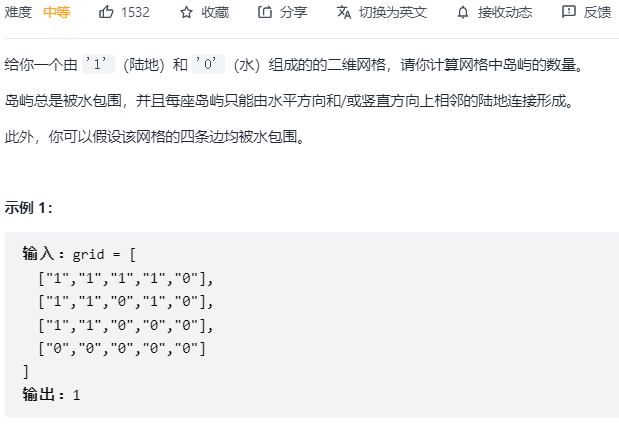 难度 中等 1532 收藏 分享 切换为英文 接收动态 反馈
给你一个由 '1'（陆地）和 '0'（水）组成的的二维网格，请你计算网格中岛屿的数量。
岛屿总是被水包围，并且每座岛屿只能由水平方向和/或竖直方向上相邻的陆地连接形成。
此外，你可以假设该网格的四条边均被水包围。
示例 1：
输入：grid = [
["1","1","1","1","0"],
["1","1","0","1","0"],
["1","1","0","0","0"],
["0","0","0","0","0"]
]
输出：1